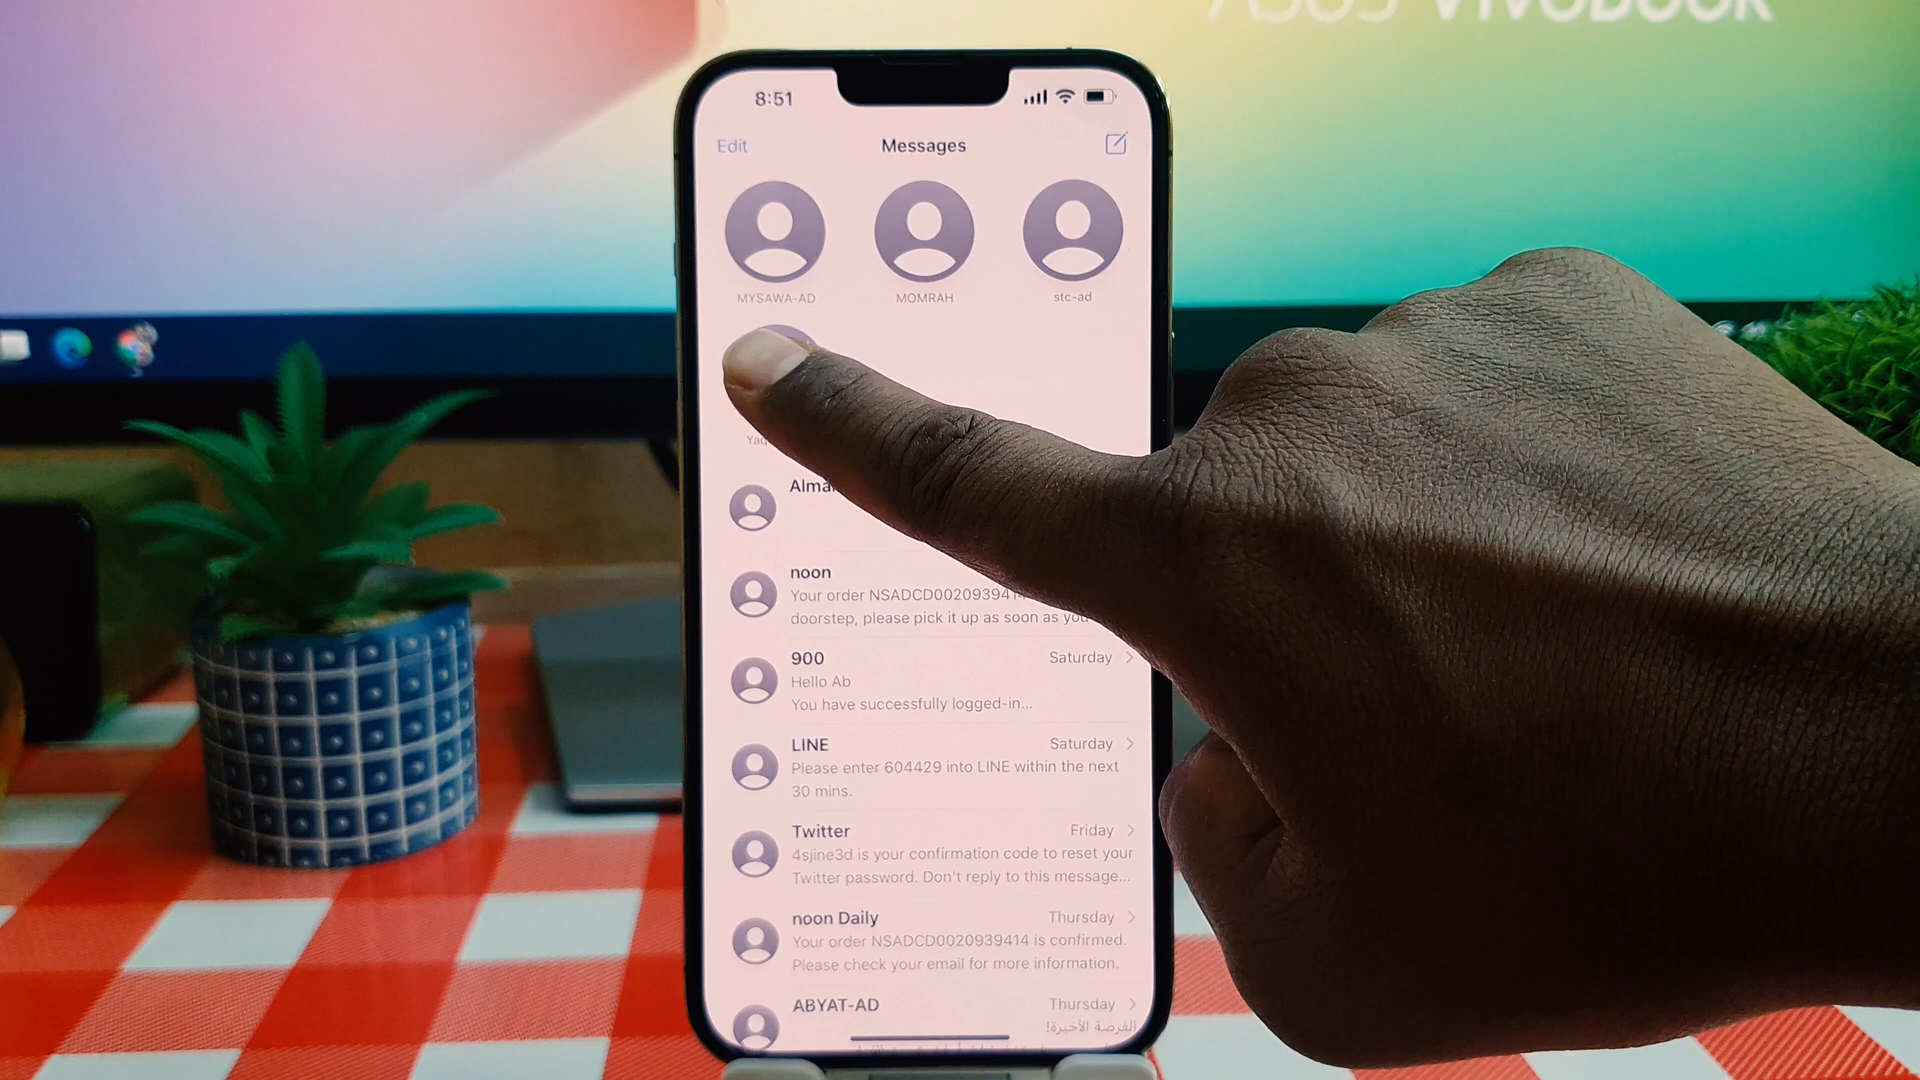 ASUS VIVOBOOK
8:51
Edit
Messages
MYSAWA-AD
MOMRAH
stc-ad
noon
Your order NSADCD0020939414
doorstep, please pick it up as soon as you
900
Saturday
Hello Ab
You have successfully logged-in...
LINE
Saturday
Please enter 604429 into LINE within the next
30 mins.
Twitter
Friday
4sjine3d is your confirmation code to reset your
Twitter password. Don't reply to this message...
noon Daily
Thursday
Your order NSADCD0020939414 is confirmed.
Please check your email for more information.
ABYAT-AD
Thursday
الفرصة الأخيرة!